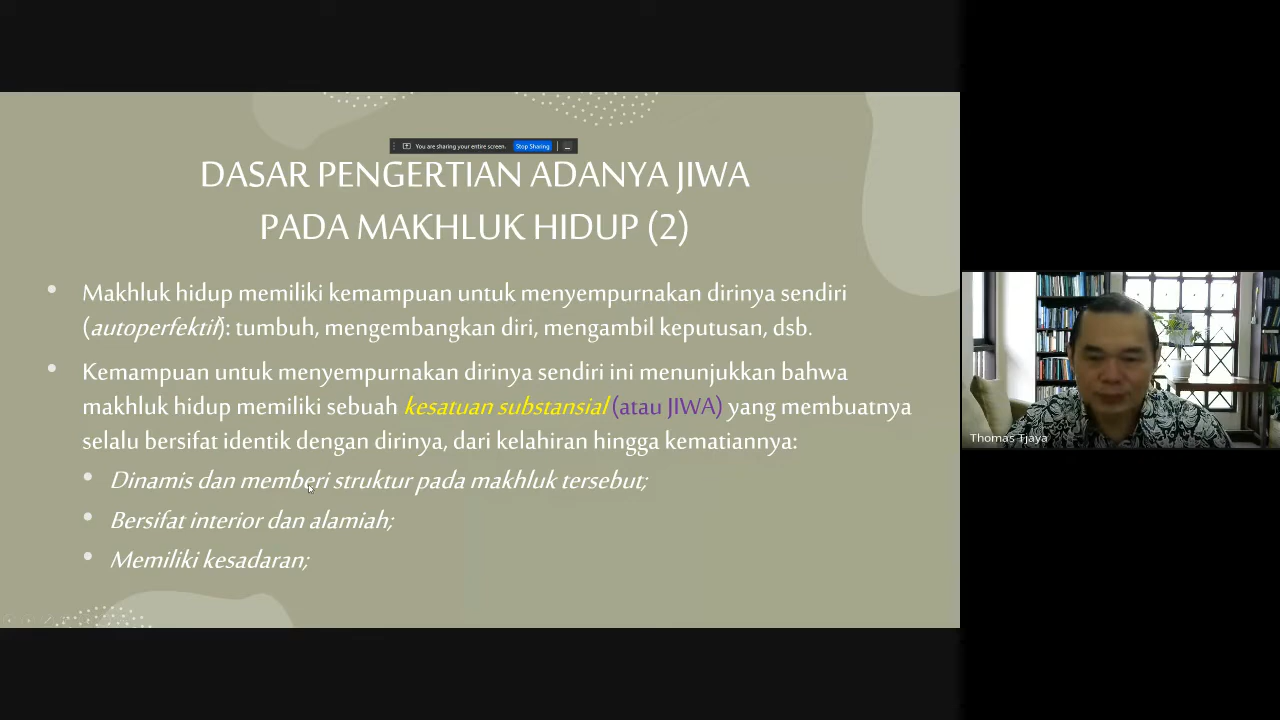 You are sharing your entire screen. Stop Sharing
DASAR PENGERTIAN ADANYA JIWA
PADA MAKHLUK HIDUP (2)
• Makhluk hidup memiliki kemampuan untuk menyempurnakan dirinya sendiri
(autoperfektif): tumbuh, mengembangkan diri, mengambil keputusan, dsb.
• Kemampuan untuk menyempurnakan dirinya sendiri ini menunjukkan bahwa
makhluk hidup memiliki sebuah kesatuan substansial (atau JIWA) yang membuatnya
selalu bersifat identik dengan dirinya, dari kelahiran hingga kematiannya:
• Dinamis dan memberi struktur pada makhluk tersebut;
• Bersifat interior dan alamiah;
• Memiliki kesadaran;
Thomas Tjaya